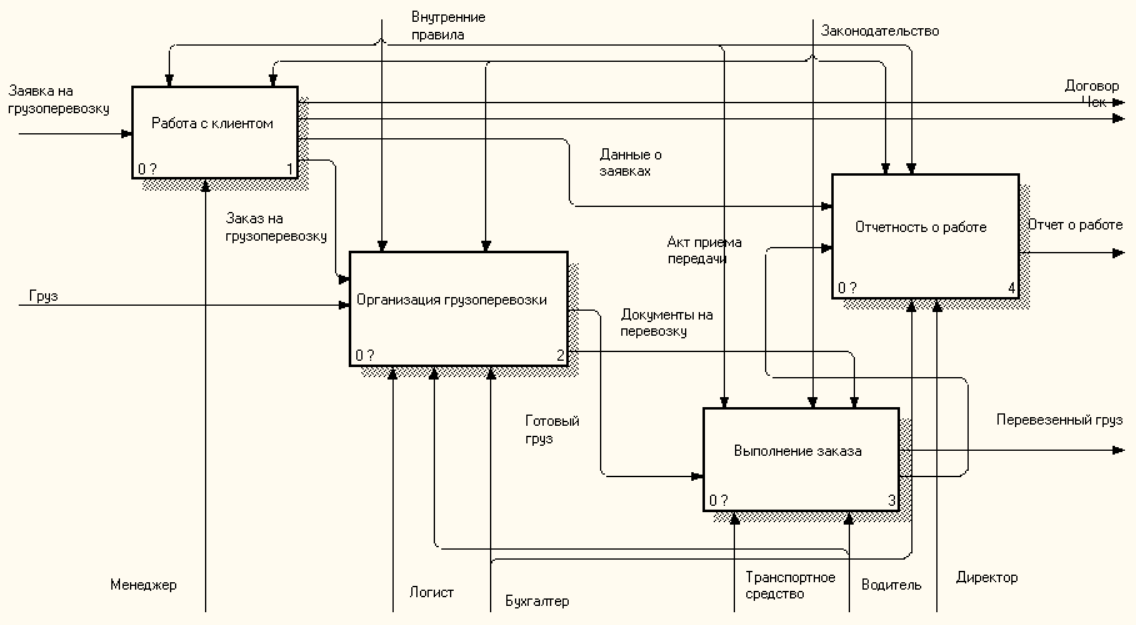 Внутренние
правила
Законодательство
Заявка на
грузоперевозку
Договор
Чек
Работа с клиентом
0 ?
1
Данные о
заявках
Заказ на
грузоперевозку
Отчетность о работе
0 ?
4
Отчет о работе
Акт приема
передачи
Груз
Организация грузоперевозки
0 ?
2
Документы на
перевозку
Готовый
груз
Выполнение заказа
0 ?
3
Перевезенный груз
Менеджер
Логист
Бухгалтер
Транспортное
средство
Водитель
Директор